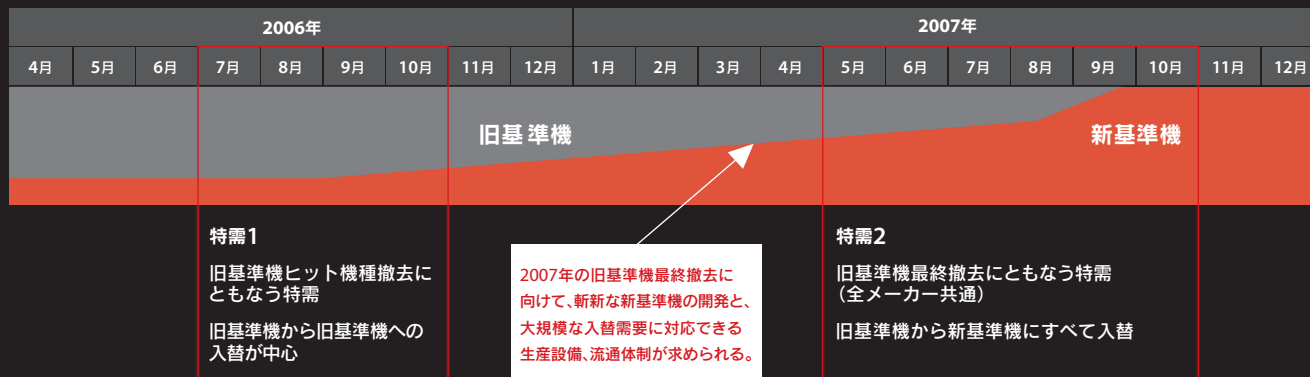 2006年
2007年
4月 5月 6月 7月 8月 9月 10月 11月 12月 1月 2月 3月 4月 5月 6月 7月 8月 9月 10月 11月 12月
旧基準機
新基準機
特需1
旧基準機ヒット機種撤去に
ともなう特需
旧基準機から旧基準機への
入替が中心
2007年の旧基準機最終撤去に
向けて、斬新な新基準機の開発と、
大規模な入替需要に対応できる
生産設備、流通体制が求められる。
特需2
旧基準機最終撤去にともなう特需
（全メーカー共通）
旧基準機から新基準機にすべて入替